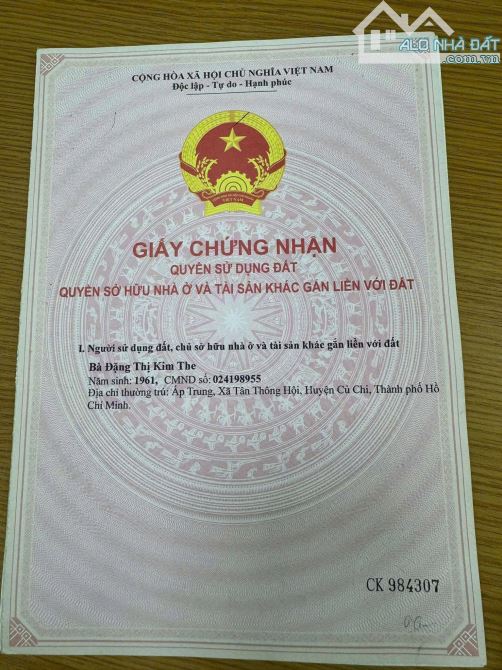 ALO NHÀ ĐẤT
.com.vn
CỘNG HÒA XÃ HỘI CHỦ NGHĨA VIỆT NAM
Độc lập - Tự do - Hạnh phúc
VIỆT NAM
GIẤY CHỨNG NHẬN
QUYỀN SỬ DỤNG ĐẤT
QUYỀN SỞ HỮU NHÀ Ở VÀ TÀI SẢN KHÁC GẮN LIỀN VỚI ĐẤT
I. Người sử dụng đất, chủ sở hữu nhà ở và tài sản khác gắn liền với đất
Bà Đặng Thị Kim The
Năm sinh: 1961, CMND số: 024198955
Địa chỉ thường trú: Ấp Trung, Xã Tân Thông Hội, Huyện Củ Chi, Thành phố Hồ
Chí Minh.
CK 984307